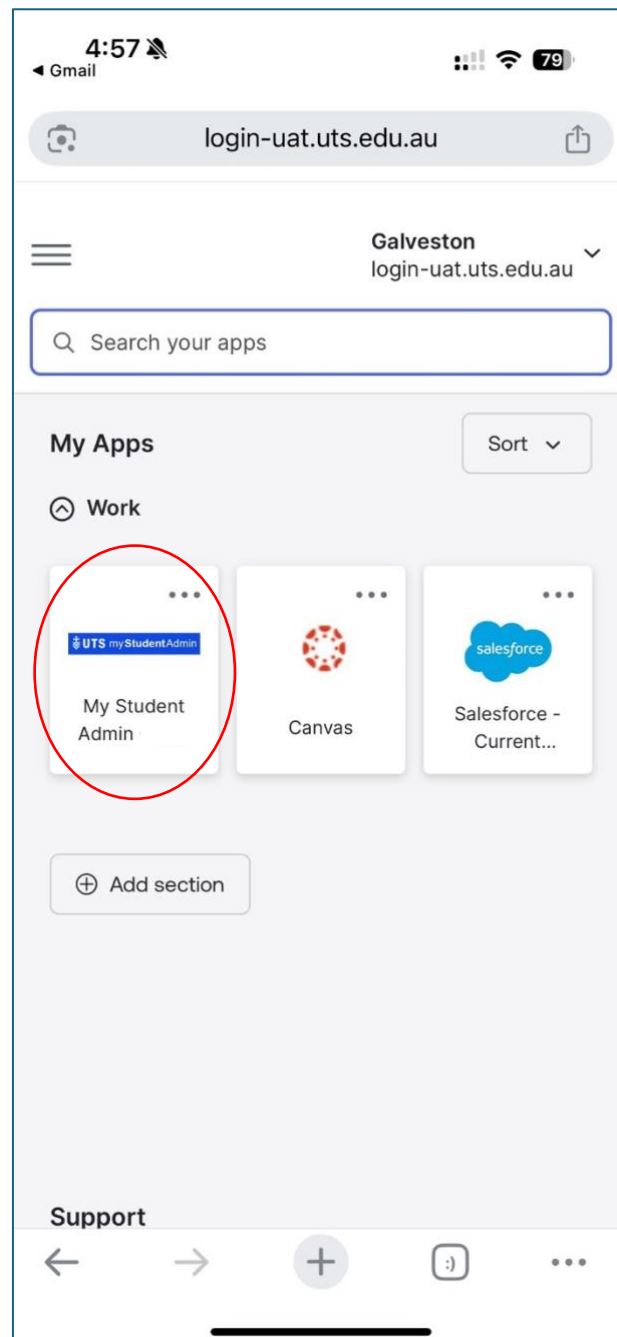 4:57
◀ Gmail
79
login-uat.uts.edu.au
Galveston
login-uat.uts.edu.au
Search your apps
My Apps
Sort
Work
UTS myStudentAdmin
salesforce
My Student
Admin
Canvas
Salesforce -
Current...
Add section
Support
:)